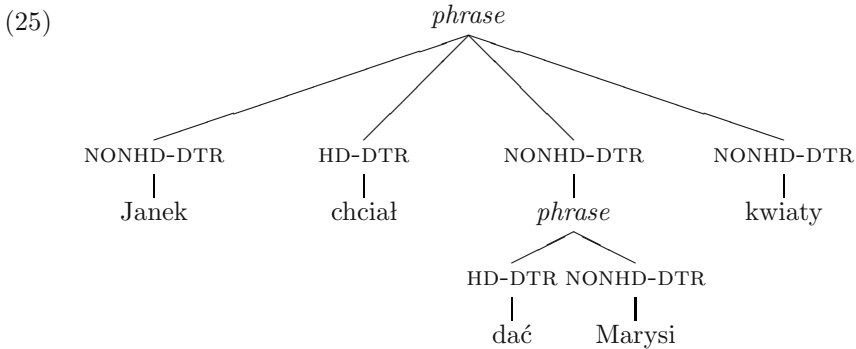 (25) phrase
NONHD-DTR HD-DTR NONHD-DTR NONHD-DTR
Janek chciał phrase kwiaty
HD-DTR NONHD-DTR
dać Marysi